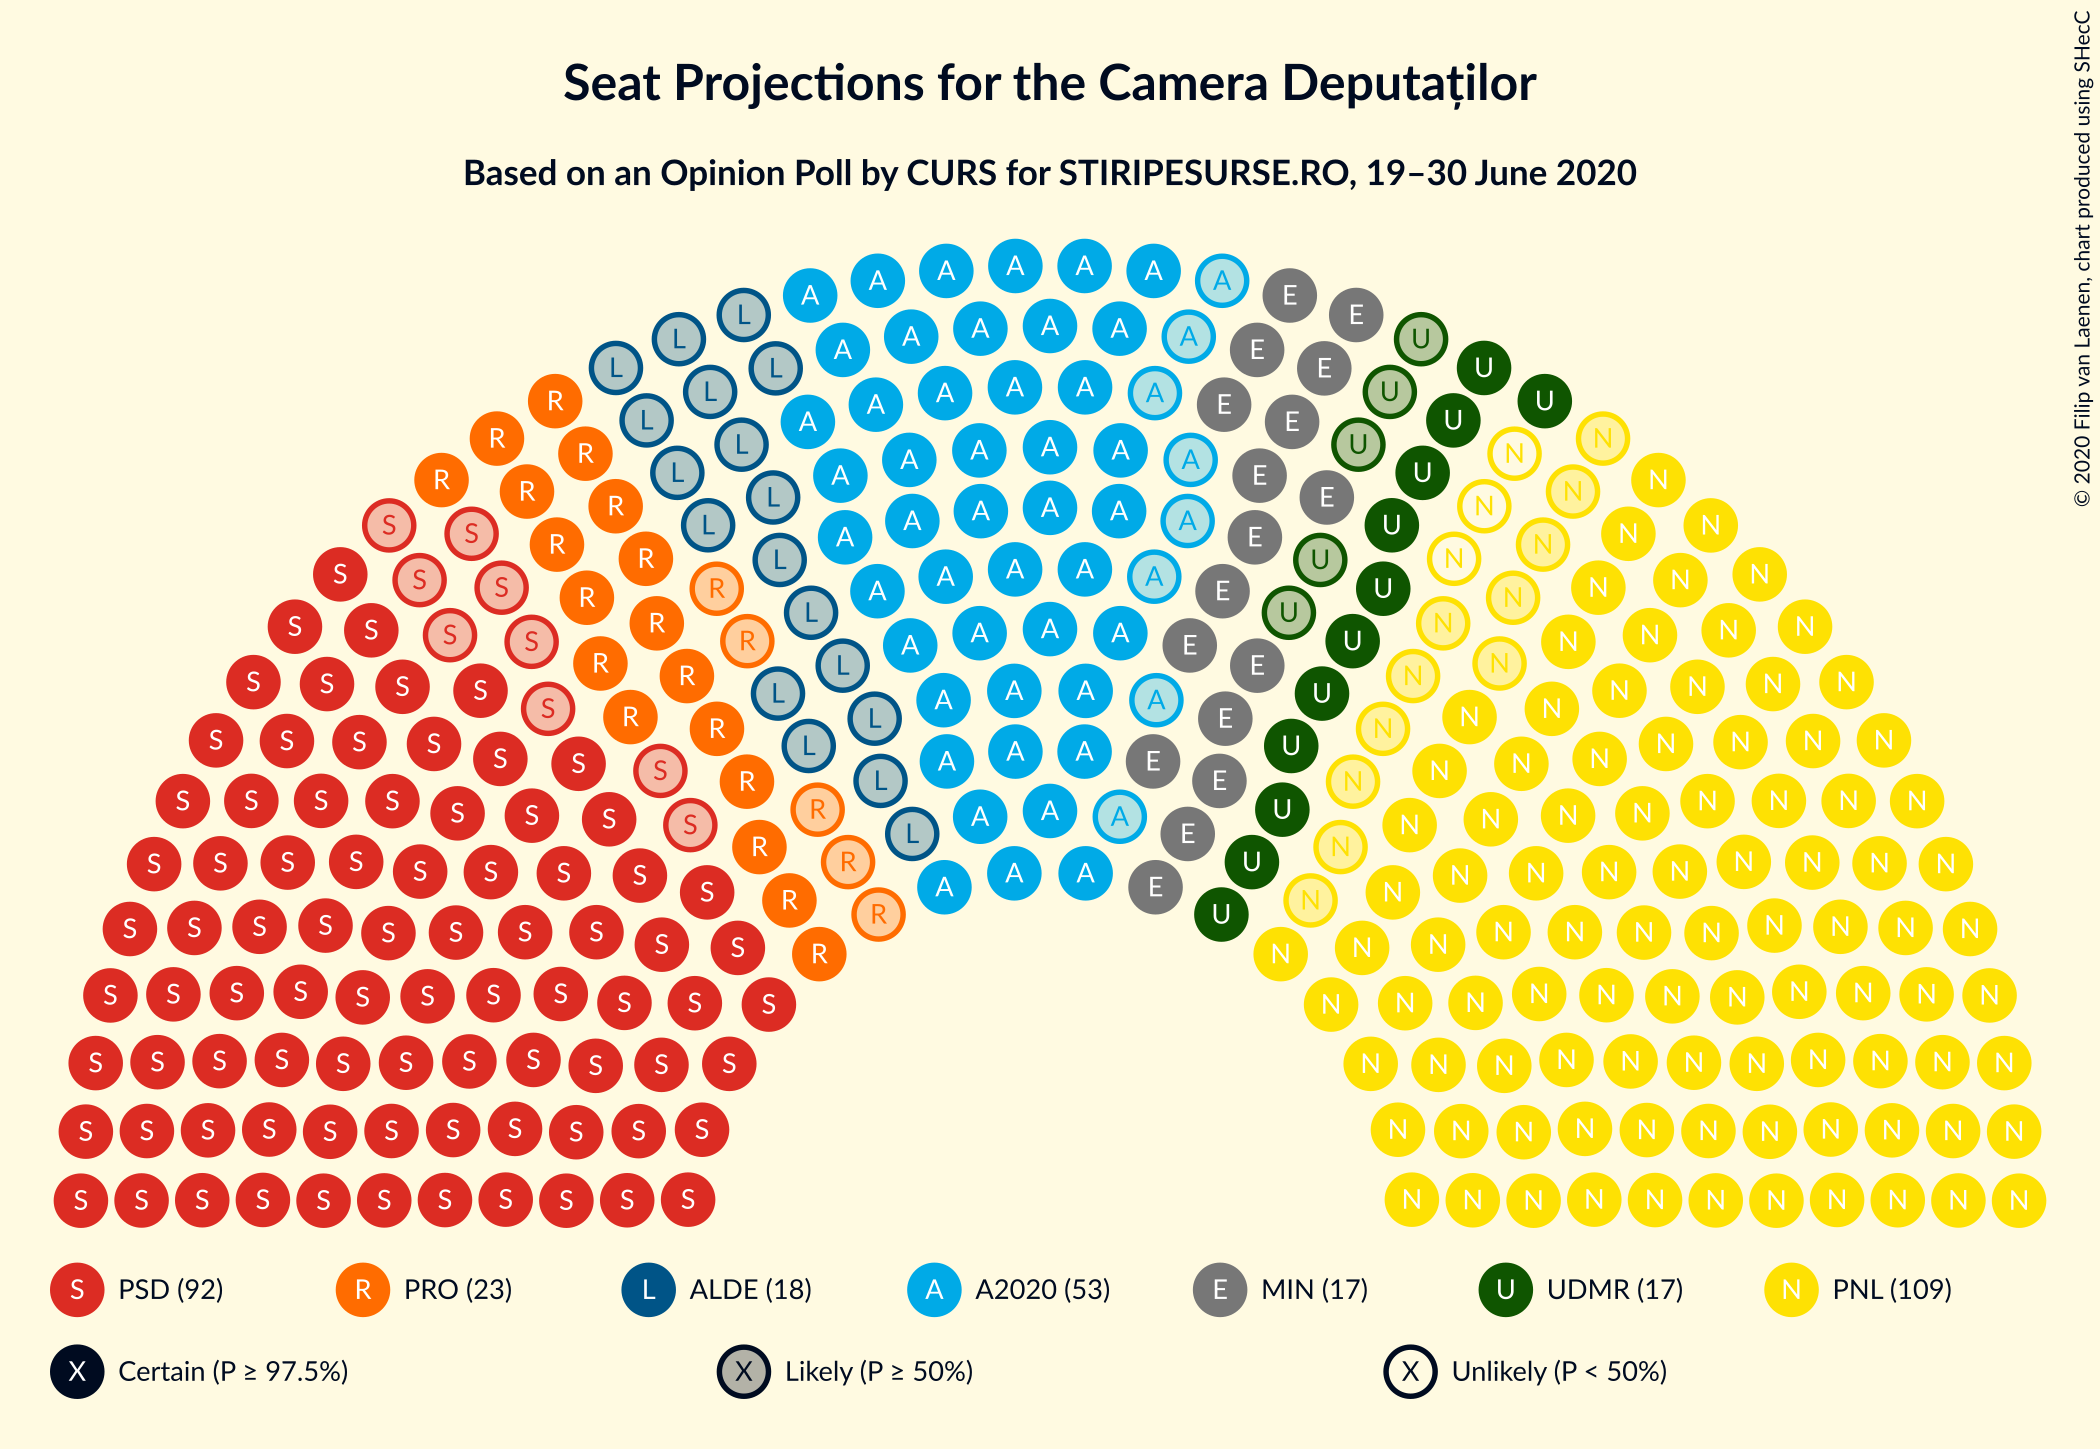 Seat Projections for the Camera Deputaților
Based on an Opinion Poll by CURS for STIRIPESURSE.RO, 19–30 June 2020
© 2020 Filip van Laenen, chart produced using SHecC
S PSD (92) R PRO (23) L ALDE (18) A A2020 (53) E MIN (17) U UDMR (17) N PNL (109)
X Certain (P ≥ 97.5%) X Likely (P ≥ 50%) X Unlikely (P < 50%)